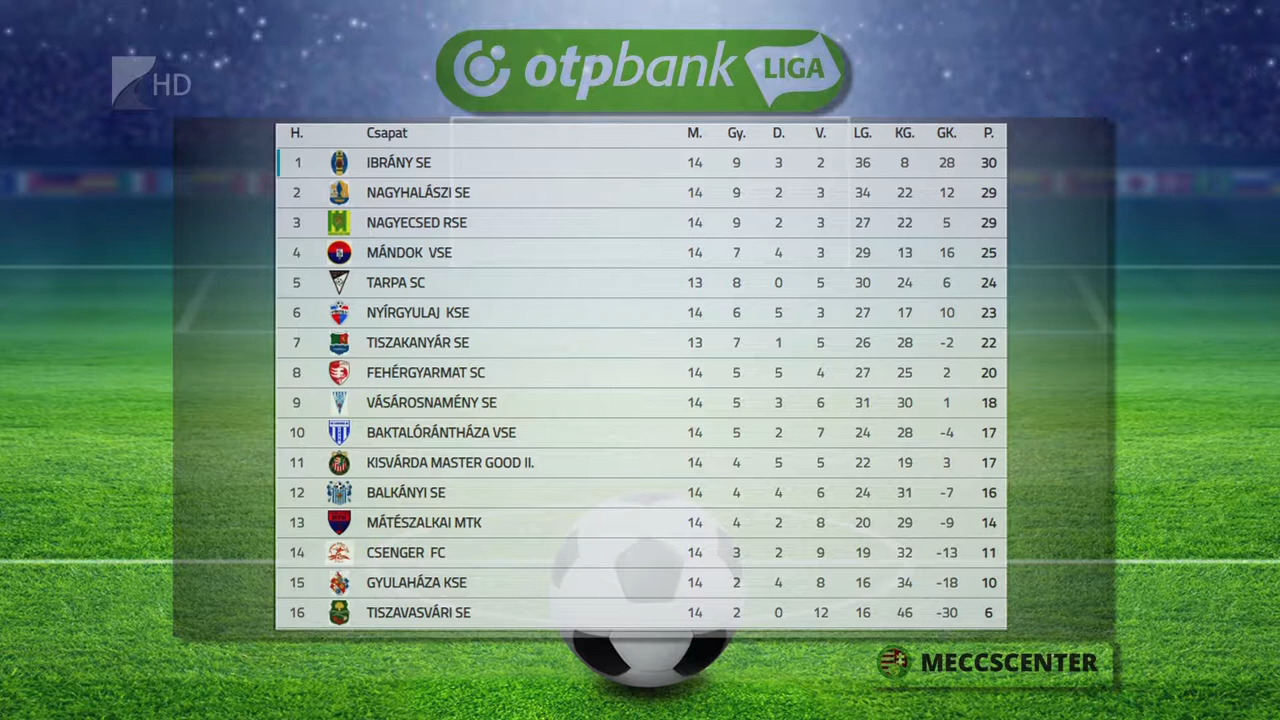 HD
otpbank LIGA
H. Csapat M. Gy. D. V. LG. KG. GK. P.
1 IBRÁNY SE 14 9 3 2 36 8 28 30
2 NAGYHALÁSZI SE 14 9 2 3 34 22 12 29
3 NAGYECSED RSE 14 9 2 3 27 22 5 29
4 MÁNDOK VSE 14 7 4 3 29 13 16 25
5 TARPA SC 13 8 0 5 30 24 6 24
6 NYÍRGYULAJ KSE 14 6 5 3 27 17 10 23
7 TISZAKANYÁR SE 13 7 1 5 26 28 -2 22
8 FEHÉRGYARMAT SC 14 5 5 4 27 25 2 20
9 VÁSÁROSNAMÉNY SE 14 5 3 6 31 30 1 18
10 BAKTALÓRÁNTHÁZA VSE 14 5 2 7 24 28 -4 17
11 KISVÁRDA MASTER GOOD II. 14 4 5 5 22 19 3 17
12 BALKÁNYI SE 14 4 4 6 24 31 -7 16
13 MÁTÉSZALKAI MTK 14 4 2 8 20 29 -9 14
14 CSENGER FC 14 3 2 9 19 32 -13 11
15 GYULAHÁZA KSE 14 2 4 8 16 34 -18 10
16 TISZAVASVÁRI SE 14 2 0 12 16 46 -30 6
MECCSCENTER